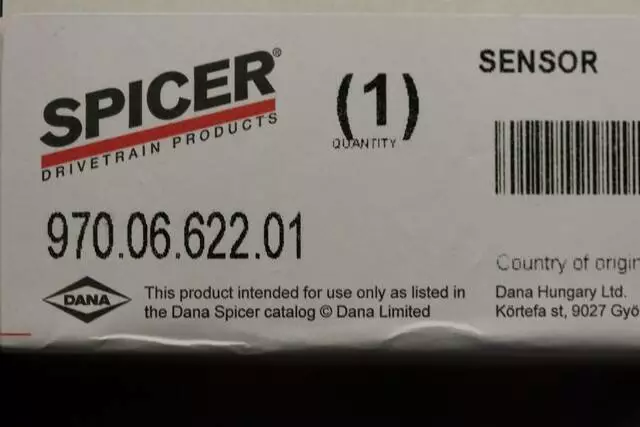 SPICER®
DRIVETRAIN PRODUCTS
(1)
QUANTITY
SENSOR
970.06.622.01
Country of
DANA
This product intended for use only as listed in
the Dana Spicer catalog © Dana Limited
Dana Hungary Ltd.
Körtefa st, 9027